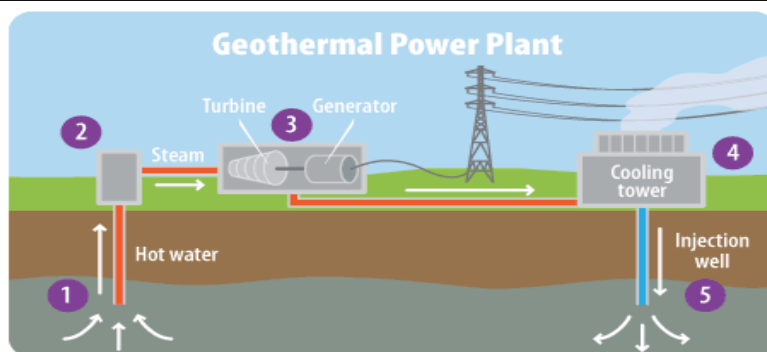 Geothermal Power Plant
Turbine
3
Generator
2
Steam
4
Cooling
tower
Hot water
Injection
well
1
5